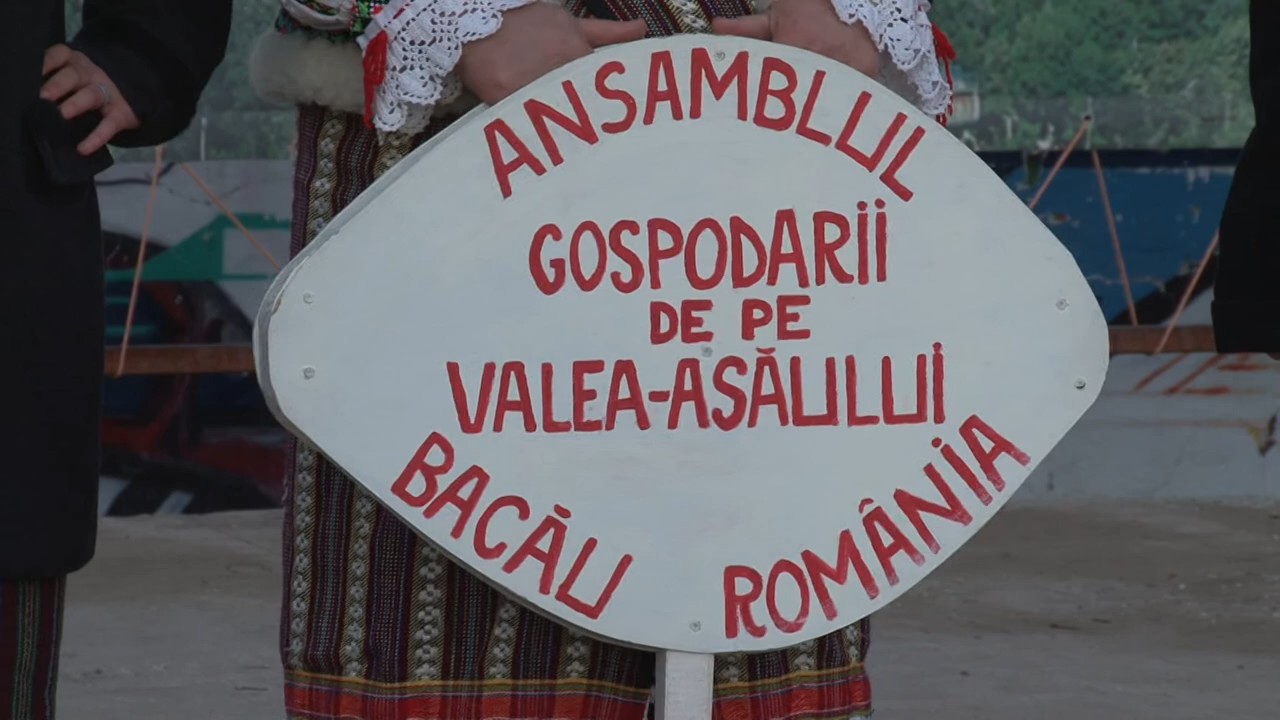 ANSAMBLUL
GOSPODARII
DE PE
VALEA-ASĂULUI
BACĂU
ROMÂNIA